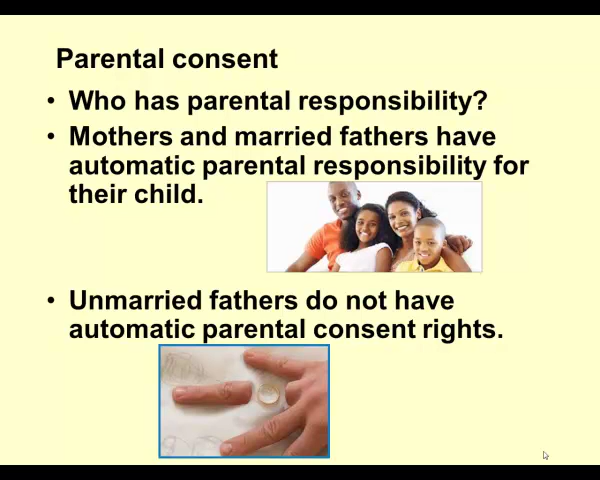 Parental consent
• Who has parental responsibility?
• Mothers and married fathers have
automatic parental responsibility for
their child.
• Unmarried fathers do not have
automatic parental consent rights.